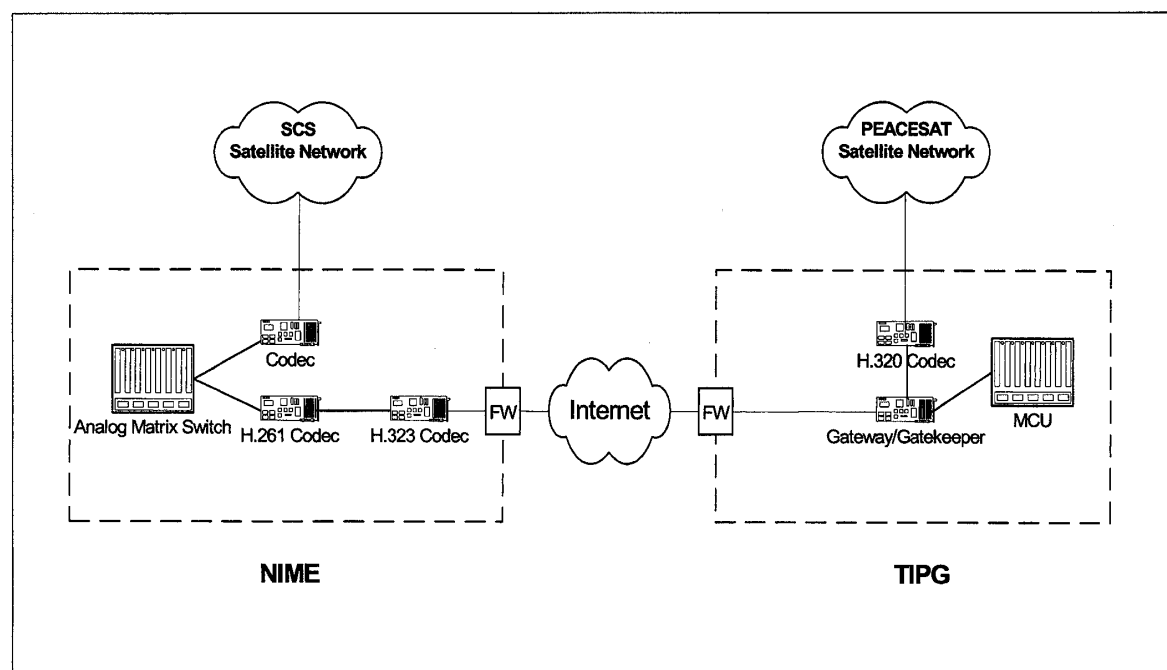 SCS
Satellite Network
PEACESAT
Satellite Network
Codec
H.320 Codec
Analog Matrix Switch
H.261 Codec
H.323 Codec
FW
Internet
FW
Gateway/Gatekeeper
MCU
NIME
TIPG